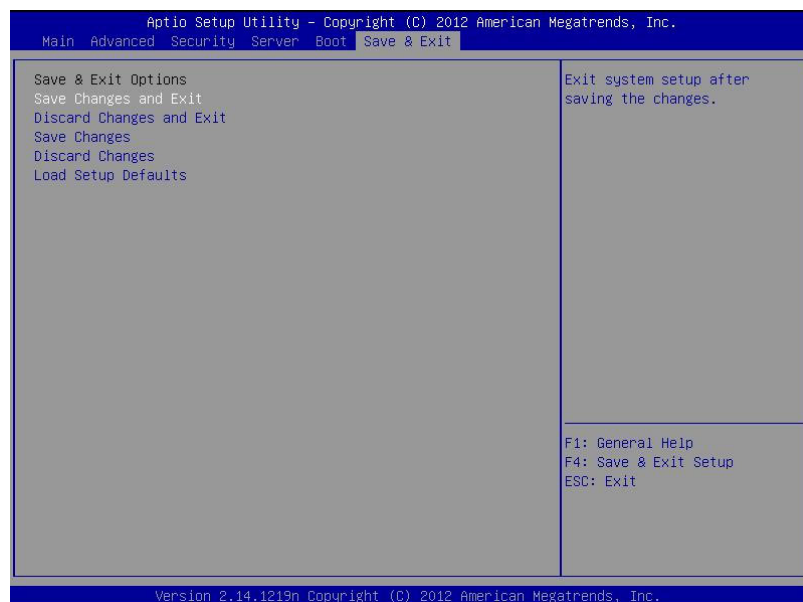 Aptio Setup Utility – Copyright (C) 2012 American Megatrends, Inc.
Main Advanced Security Server Boot Save & Exit
Save & Exit Options
Save Changes and Exit
Discard Changes and Exit
Save Changes
Discard Changes
Load Setup Defaults
Exit system setup after
saving the changes.
F1: General Help
F4: Save & Exit Setup
ESC: Exit
Version 2.14.1219n Copyright (C) 2012 American Megatrends, Inc.